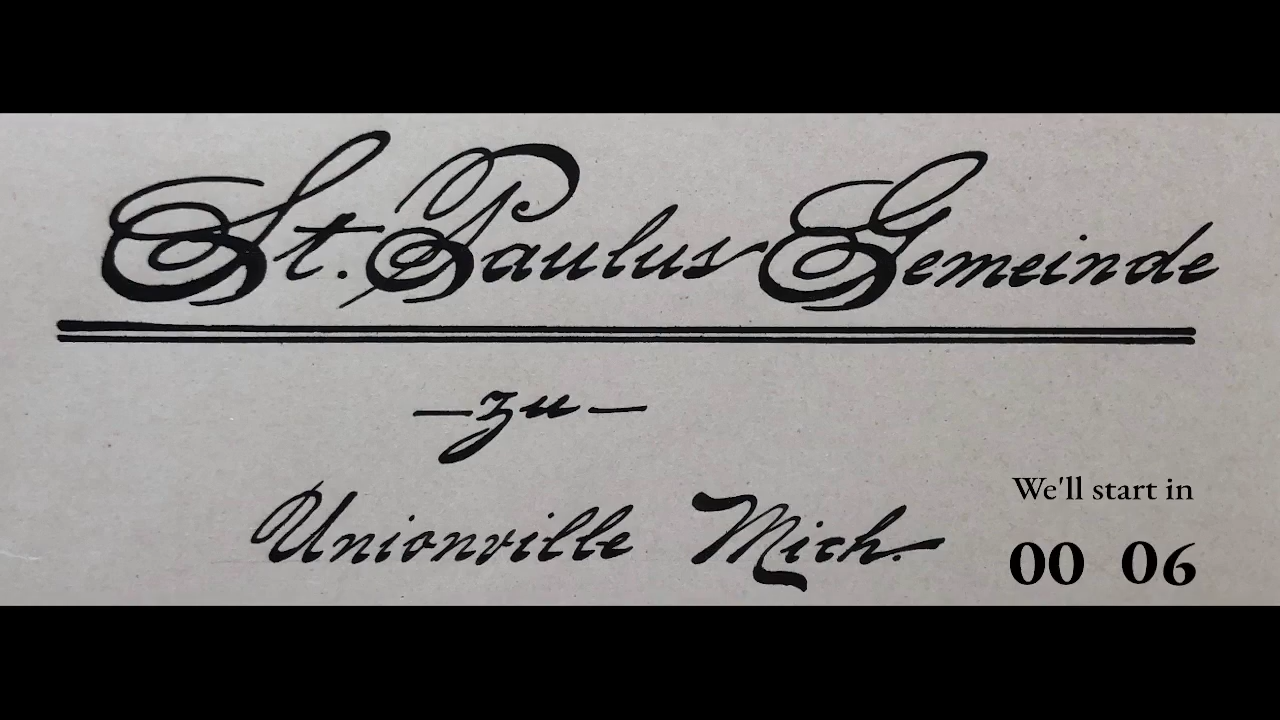 St. Paulus Gemeinde
—zu—
Unionville Mich.
We'll start in
00 06